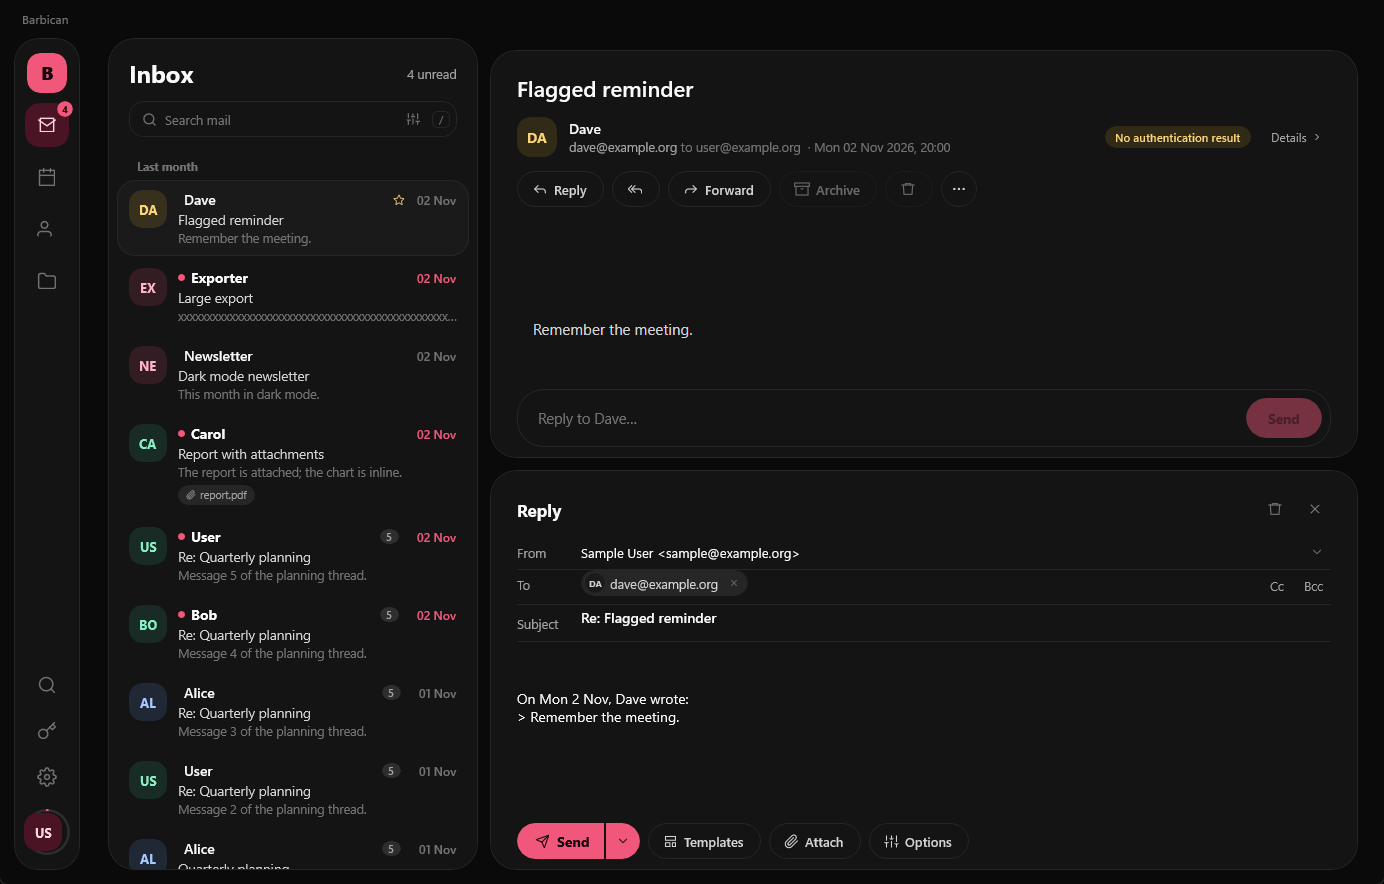 Barbican
B
4
US
Inbox
4 unread
Search mail
/
Last month
DA
Dave
02 Nov
Flagged reminder
Remember the meeting.
EX
Exporter
02 Nov
Large export
NE
Newsletter
02 Nov
Dark mode newsletter
This month in dark mode.
CA
Carol
02 Nov
Report with attachments
The report is attached; the chart is inline.
report.pdf
US
User
5
02 Nov
Re: Quarterly planning
Message 5 of the planning thread.
BO
Bob
5
02 Nov
Re: Quarterly planning
Message 4 of the planning thread.
AL
Alice
5
01 Nov
Re: Quarterly planning
Message 3 of the planning thread.
US
User
5
01 Nov
Re: Quarterly planning
Message 2 of the planning thread.
AL
Alice
5
01 Nov
Quarterly planning
Flagged reminder
DA
Dave
dave@example.org to user@example.org · Mon 02 Nov 2026, 20:00
No authentication result
Details
Reply
Forward
Archive
Remember the meeting.
Reply to Dave...
Send
Reply
From
Sample User <sample@example.org>
To
DA
dave@example.org
Cc
Bcc
Subject
Re: Flagged reminder
On Mon 2 Nov, Dave wrote:
> Remember the meeting.
Send
Templates
Attach
Options